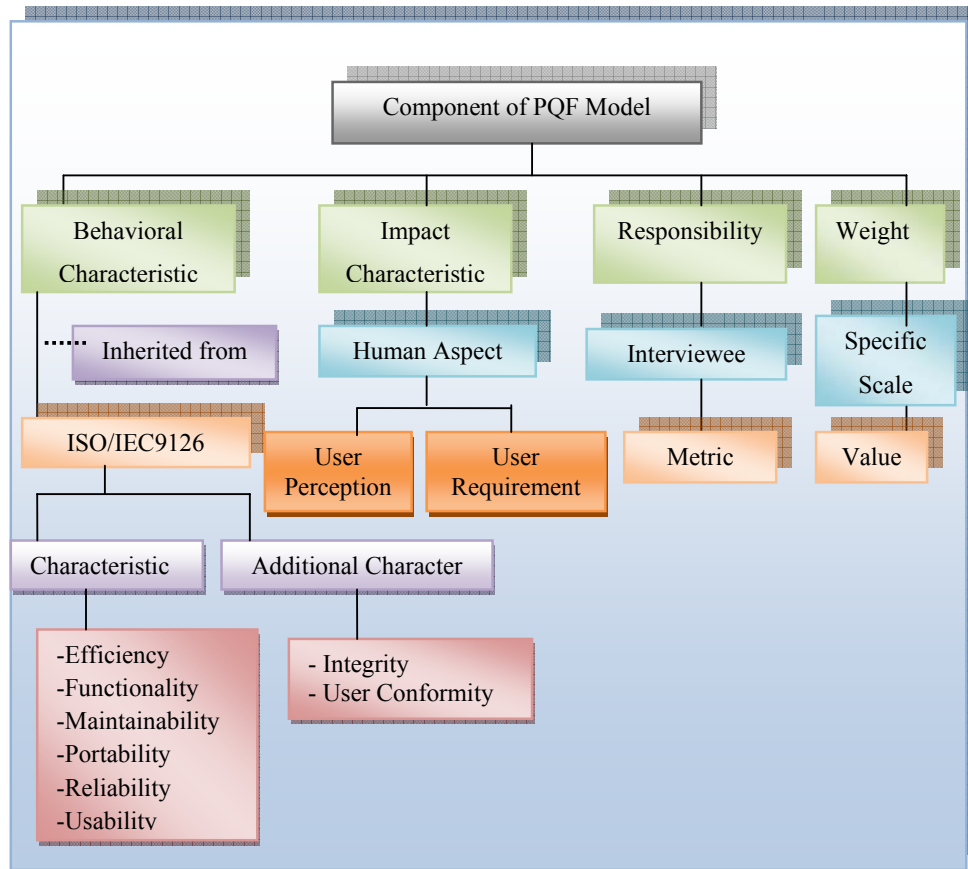 Component of PQF Model
Behavioral
Characteristic
Impact
Characteristic
Responsibility
Weight
Inherited from
Human Aspect
Interviewee
Specific
Scale
ISO/IEC9126
User
Perception
User
Requirement
Metric
Value
Characteristic
Additional Character
-Efficiency
-Functionality
-Maintainability
-Portability
-Reliability
-Usability
- Integrity
- User Conformity